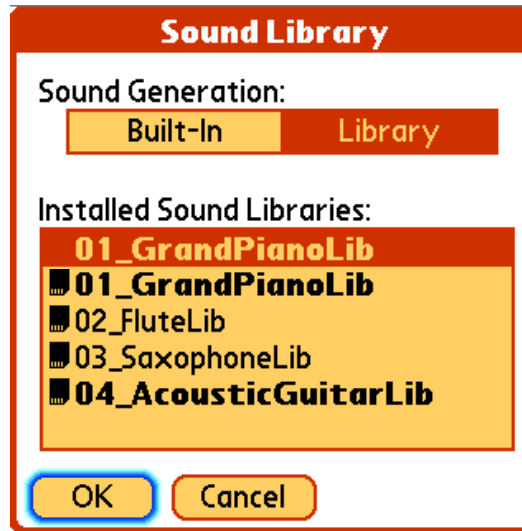 Sound Library
Sound Generation:
Built-In Library
Installed Sound Libraries:
01_GrandPianoLib
01_GrandPianoLib
02_FluteLib
03_SaxophoneLib
04_AcousticGuitarLib
OK Cancel